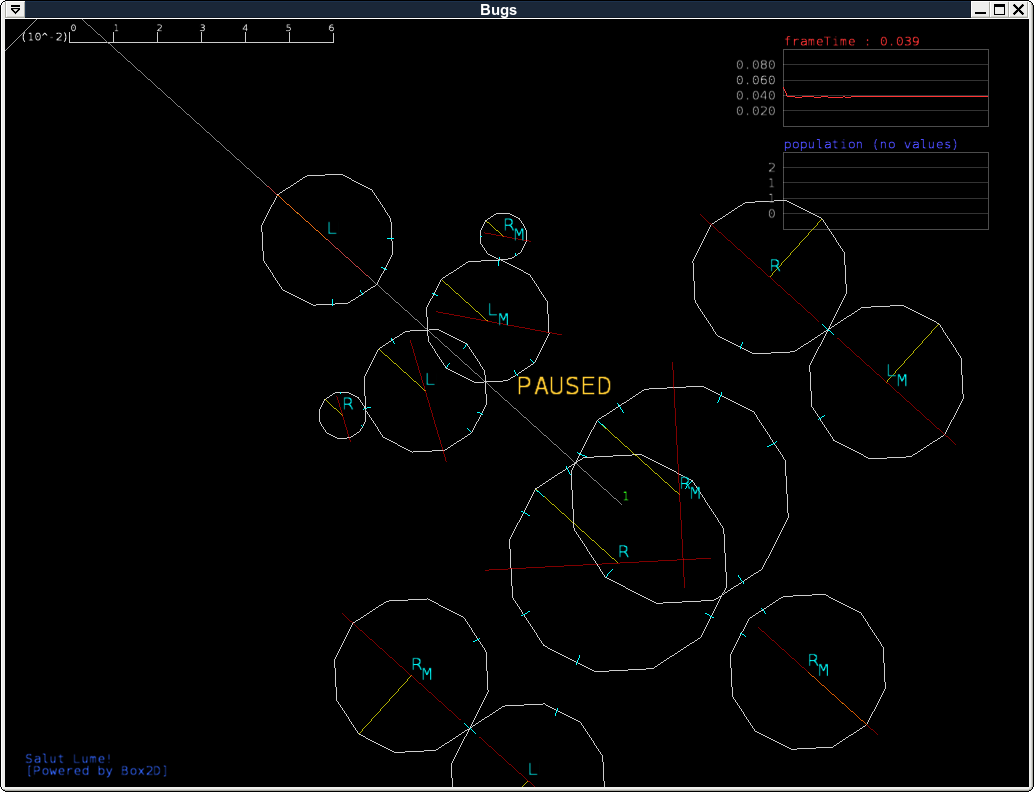 Bugs
(10^-2) 0 1 2 3 4 5 6
frameTime : 0.039
0.080
0.060
0.040
0.020
population (no values)
2
1
1
0
L
R M
R
L M
L M
L
R
PAUSED
R M
1
R
R M
R M
L
Salut Lume!
[Powered by Box2D]